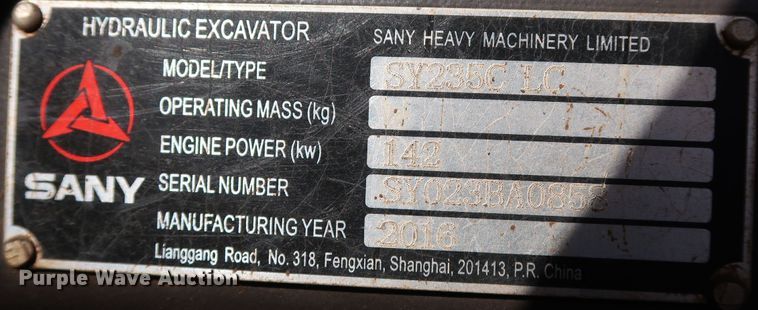 HYDRAULIC EXCAVATOR
SANY HEAVY MACHINERY LIMITED
MODEL/TYPE SY235C LC
OPERATING MASS (kg)
ENGINE POWER (kw) 142
SANY
SERIAL NUMBER SY023BA0858
MANUFACTURING YEAR 2016
Lianggang Road, No. 318, Fengxian, Shanghai, 201413, P.R. China
Purple Wave Auction